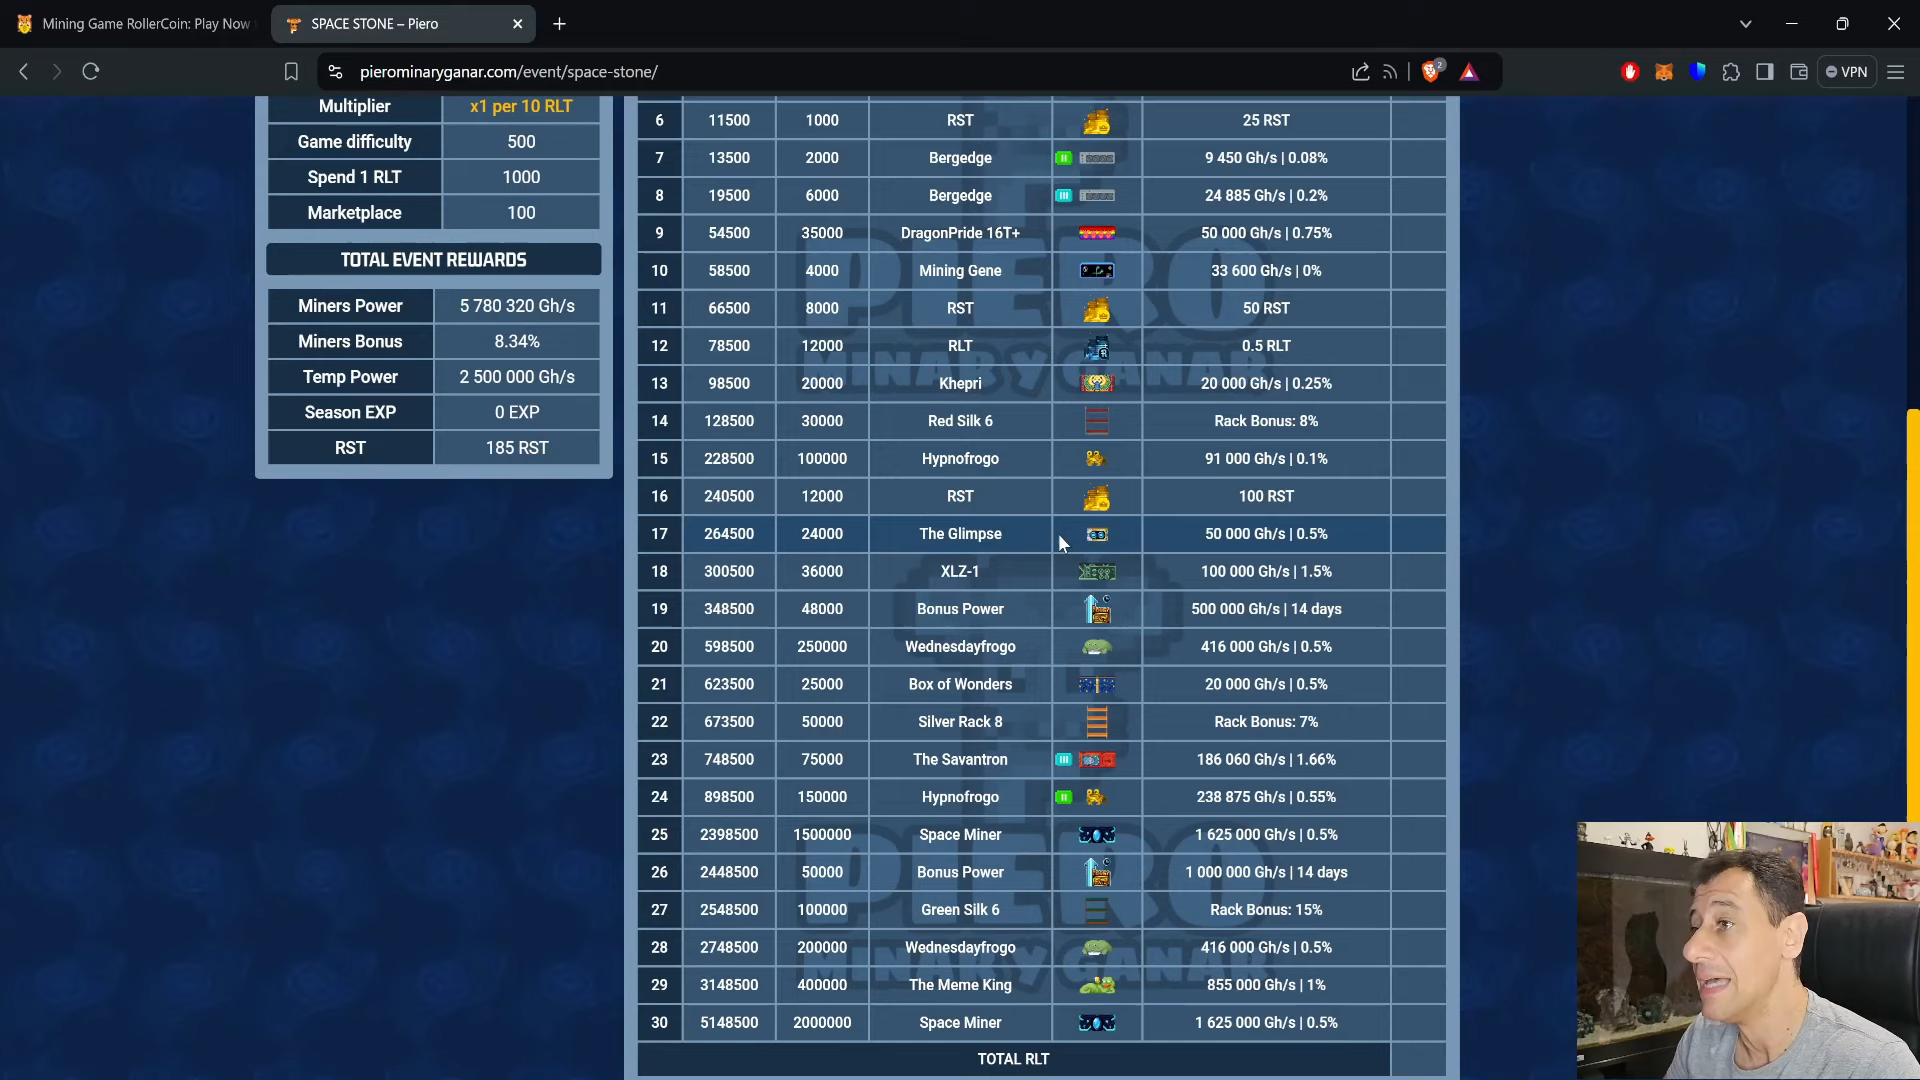 Mining Game RollerCoin: Play Now
SPACE STONE – Piero
pierominaryganar.com/event/space-stone/
2
VPN
Multiplier x1 per 10 RLT
Game difficulty 500
Spend 1 RLT 1000
Marketplace 100
TOTAL EVENT REWARDS
Miners Power 5 780 320 Gh/s
Miners Bonus 8.34%
Temp Power 2 500 000 Gh/s
Season EXP 0 EXP
RST 185 RST
6 11500 1000 RST 25 RST
7 13500 2000 Bergedge II 9 450 Gh/s | 0.08%
8 19500 6000 Bergedge III 24 885 Gh/s | 0.2%
9 54500 35000 DragonPride 16T+ 50 000 Gh/s | 0.75%
10 58500 4000 Mining Gene 33 600 Gh/s | 0%
11 66500 8000 RST 50 RST
12 78500 12000 RLT 0.5 RLT
13 98500 20000 Khepri 20 000 Gh/s | 0.25%
14 128500 30000 Red Silk 6 Rack Bonus: 8%
15 228500 100000 Hypnofrogo 91 000 Gh/s | 0.1%
16 240500 12000 RST 100 RST
17 264500 24000 The Glimpse 50 000 Gh/s | 0.5%
18 300500 36000 XLZ-1 100 000 Gh/s | 1.5%
19 348500 48000 Bonus Power 500 000 Gh/s | 14 days
20 598500 250000 Wednesdayfrogo 416 000 Gh/s | 0.5%
21 623500 25000 Box of Wonders 20 000 Gh/s | 0.5%
22 673500 50000 Silver Rack 8 Rack Bonus: 7%
23 748500 75000 The Savantron III 186 060 Gh/s | 1.66%
24 898500 150000 Hypnofrogo II 238 875 Gh/s | 0.55%
25 2398500 1500000 Space Miner 1 625 000 Gh/s | 0.5%
26 2448500 50000 Bonus Power 1 000 000 Gh/s | 14 days
27 2548500 100000 Green Silk 6 Rack Bonus: 15%
28 2748500 200000 Wednesdayfrogo 416 000 Gh/s | 0.5%
29 3148500 400000 The Meme King 855 000 Gh/s | 1%
30 5148500 2000000 Space Miner 1 625 000 Gh/s | 0.5%
TOTAL RLT
PIERO
MINAR Y GANAR
PIERO
MINAR Y GANAR